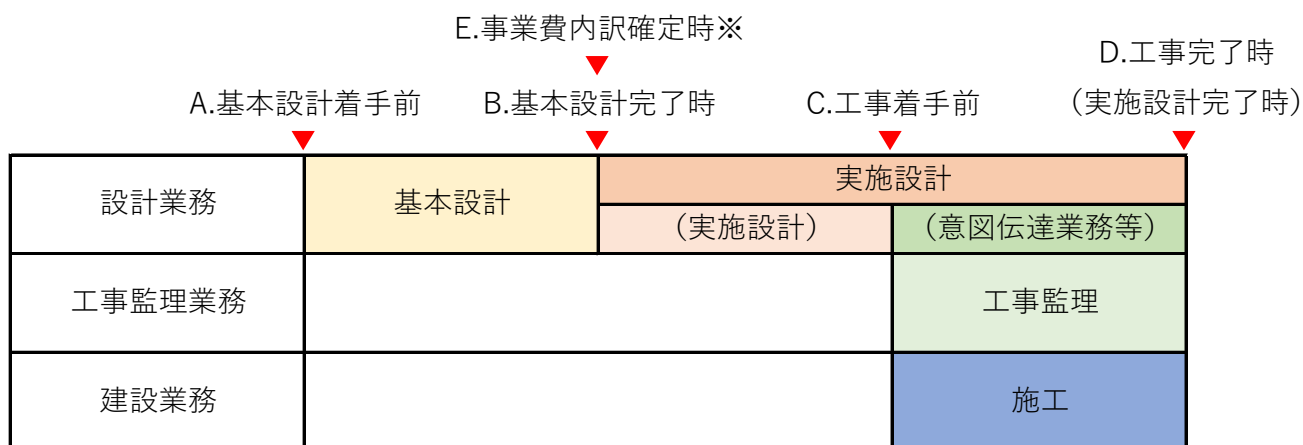 E.事業費内訳確定時※
D.工事完了時
A.基本設計着手前
B.基本設計完了時
C.工事着手前
（実施設計完了時）
設計業務
基本設計
実施設計
（実施設計）
（意図伝達業務等）
工事監理業務
工事監理
建設業務
施工